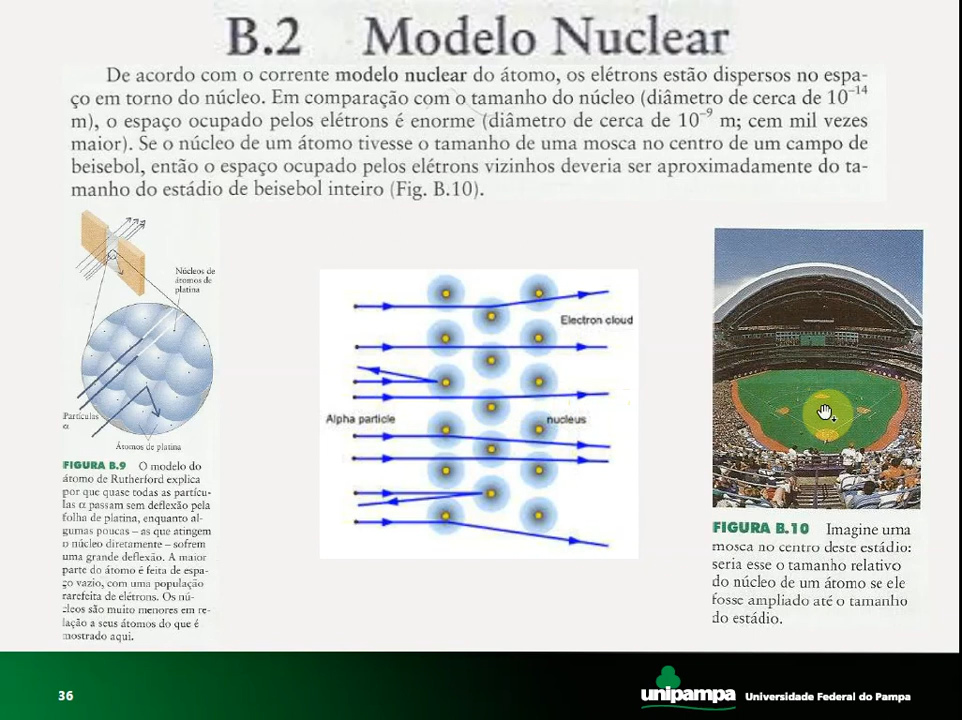 B.2 Modelo Nuclear
De acordo com o corrente modelo nuclear do átomo, os elétrons estão dispersos no espa-
ço em torno do núcleo. Em comparação com o tamanho do núcleo (diâmetro de cerca de 10⁻¹⁴
m), o espaço ocupado pelos elétrons é enorme (diâmetro de cerca de 10⁻⁹ m; cem mil vezes
maior). Se o núcleo de um átomo tivesse o tamanho de uma mosca no centro de um campo de
beisebol, então o espaço ocupado pelos elétrons vizinhos deveria ser aproximadamente do ta-
manho do estádio de beisebol inteiro (Fig. B.10).
Núcleos de
átomos de
platina
Partículas
α
Átomos de platina
FIGURA B.9 O modelo do
átomo de Rutherford explica
por que quase todas as partícu-
las α passam sem deflexão pela
folha de platina, enquanto al-
gumas poucas – as que atingem
o núcleo diretamente – sofrem
uma grande deflexão. A maior
parte do átomo é feita de espa-
ço vazio, com uma população
rarefeita de elétrons. Os nú-
cleos são muito menores em re-
lação a seus átomos do que é
mostrado aqui.
Electron cloud
Alpha particle
nucleus
FIGURA B.10 Imagine uma
mosca no centro deste estádio:
seria esse o tamanho relativo
do núcleo de um átomo se ele
fosse ampliado até o tamanho
do estádio.
36
unipampa
Universidade Federal do Pampa